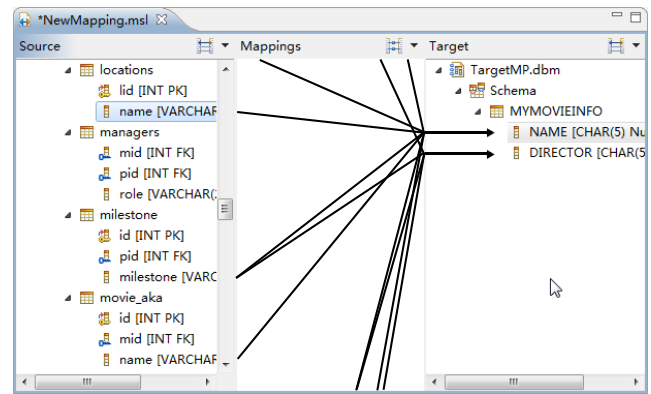 *NewMapping.msl
Source Mappings Target
locations
lid [INT PK]
name [VARCHAR
managers
mid [INT FK]
pid [INT FK]
role [VARCHAR(
milestone
id [INT PK]
pid [INT FK]
milestone [VARC
movie_aka
id [INT PK]
mid [INT FK]
name [VARCHAR
TargetMP.dbm
Schema
MYMOVIEINFO
NAME [CHAR(5) Nu
DIRECTOR [CHAR(5